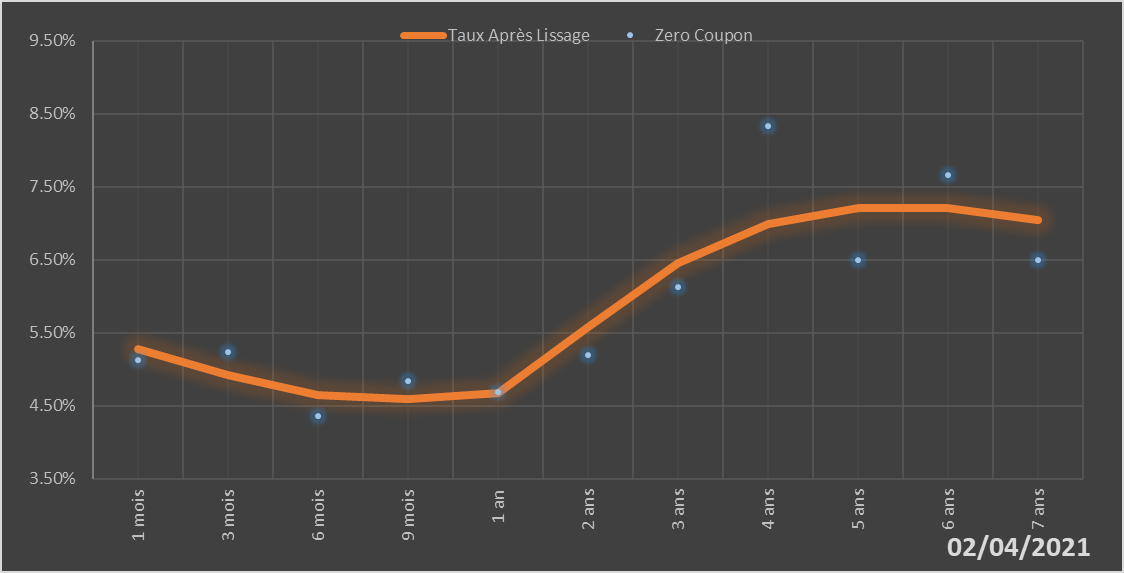 Taux Après Lissage Zero Coupon
9.50%
8.50%
7.50%
6.50%
5.50%
4.50%
3.50%
1 mois
3 mois
6 mois
9 mois
1 an
2 ans
3 ans
4 ans
5 ans
6 ans
7 ans
02/04/2021